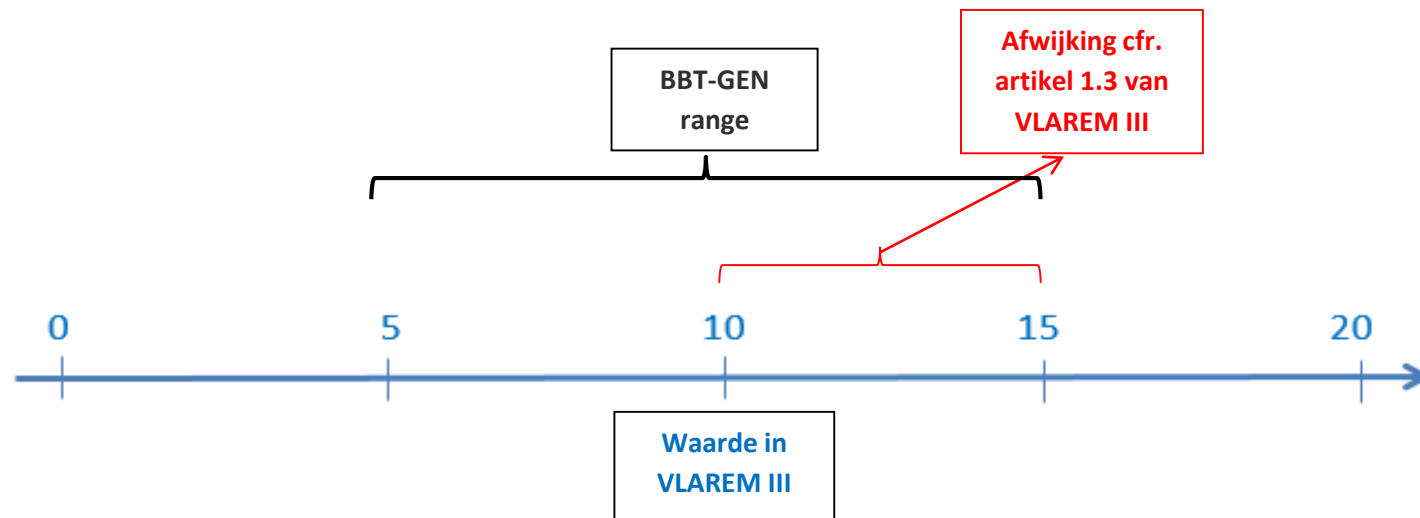 Afwijking cfr.
artikel 1.3 van
VLAREM III
BBT-GEN
range
0 5 10 15 20
Waarde in
VLAREM III